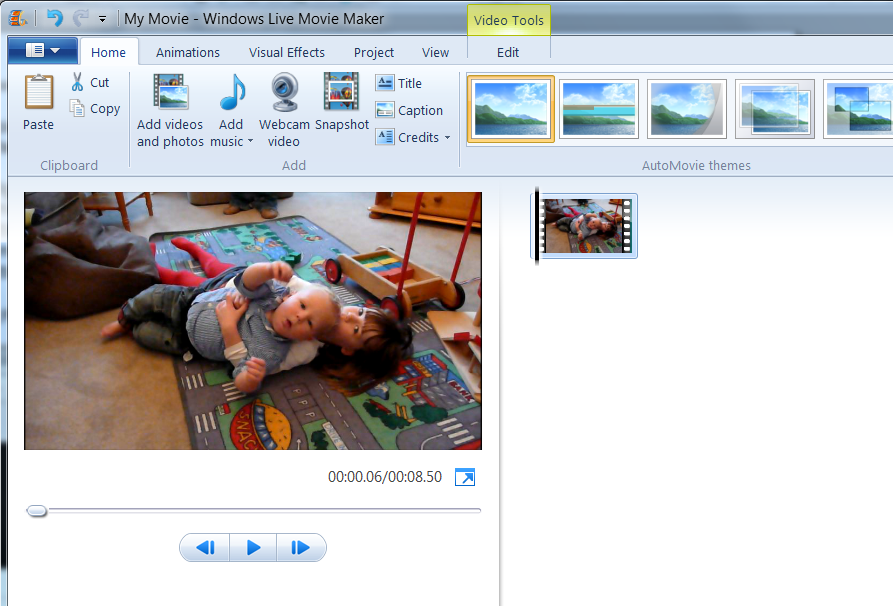 My Movie - Windows Live Movie Maker
Video Tools
Home
Animations
Visual Effects
Project
View
Edit
Paste
Cut
Copy
Clipboard
Add videos
and photos
Add
music
Webcam
video
Snapshot
Title
Caption
Credits
Add
AutoMovie themes
SNAC
PPP
00:00.06/00:08.50